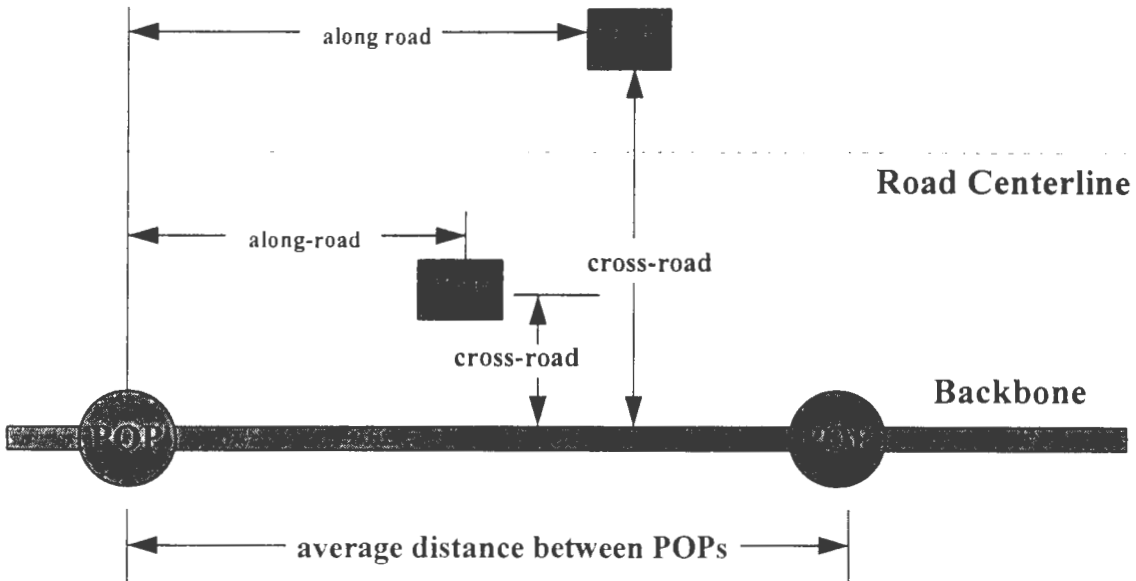 along road
Road Centerline
along-road
cross-road
cross-road
Backbone
POP
average distance between POPs